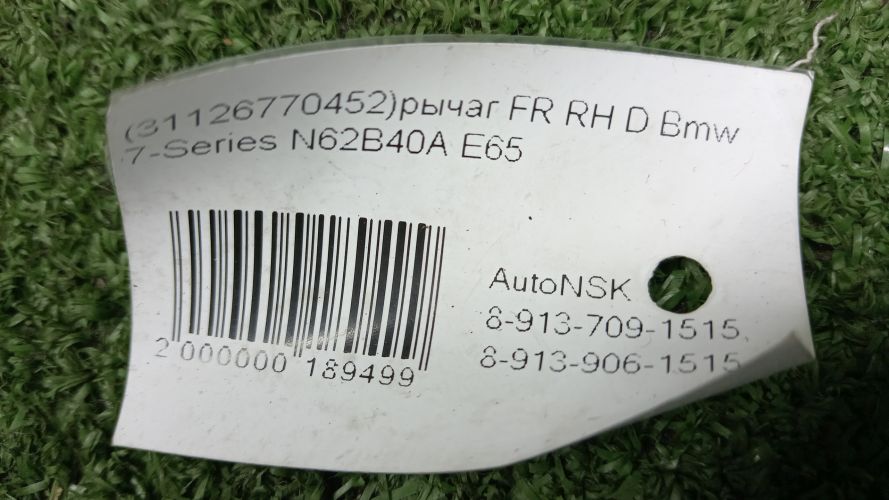 (31126770452)рычаг FR RH D Bmw
7-Series N62B40A E65
AutoNSK
8-913-709-1515,
8-913-906-1515
2 000000 189499